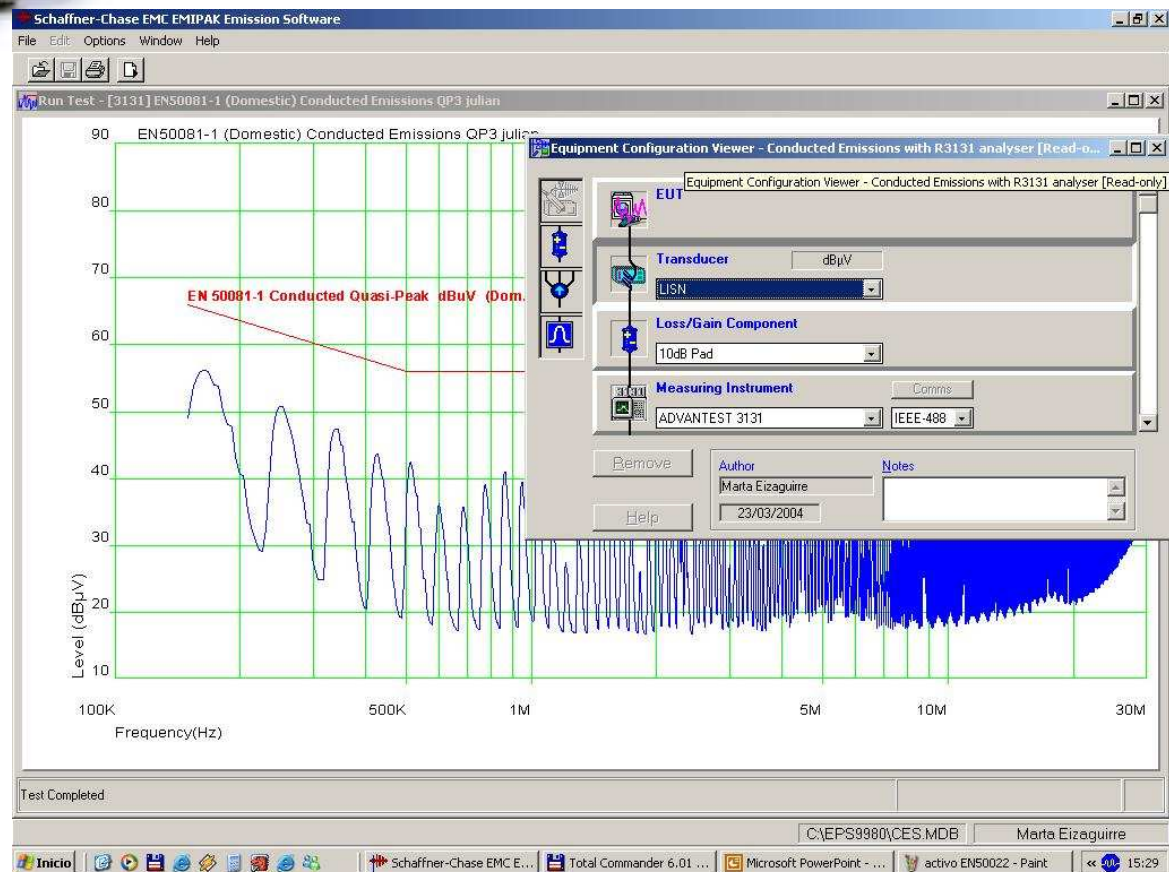 Schaffner-Chase EMC EMIPAK Emission Software
File Edit Options Window Help
Run Test - [3131] EN50081-1 (Domestic) Conducted Emissions QP3 julian
EN50081-1 (Domestic) Conducted Emissions QP3 julian
90
80
70
60
50
40
30
20
10
Level (dBµV)
EN 50081-1 Conducted Quasi-Peak dBuV (Dom.
100K
500K
1M
5M
10M
30M
Frequency(Hz)
Equipment Configuration Viewer - Conducted Emissions with R3131 analyser [Read-o...
Equipment Configuration Viewer - Conducted Emissions with R3131 analyser [Read-only]
EUT
Transducer
dBµV
LISN
Loss/Gain Component
10dB Pad
3131
Measuring Instrument
Comms
ADVANTEST 3131
IEEE-488
Remove
Help
Author
Marta Eizaguirre
23/03/2004
Notes
Test Completed
C:\EPS9980\CES.MDB
Marta Eizaguirre
Inicio
Schaffner-Chase EMC E...
Total Commander 6.01 ...
Microsoft PowerPoint - ...
activo EN50022 - Paint
15:29